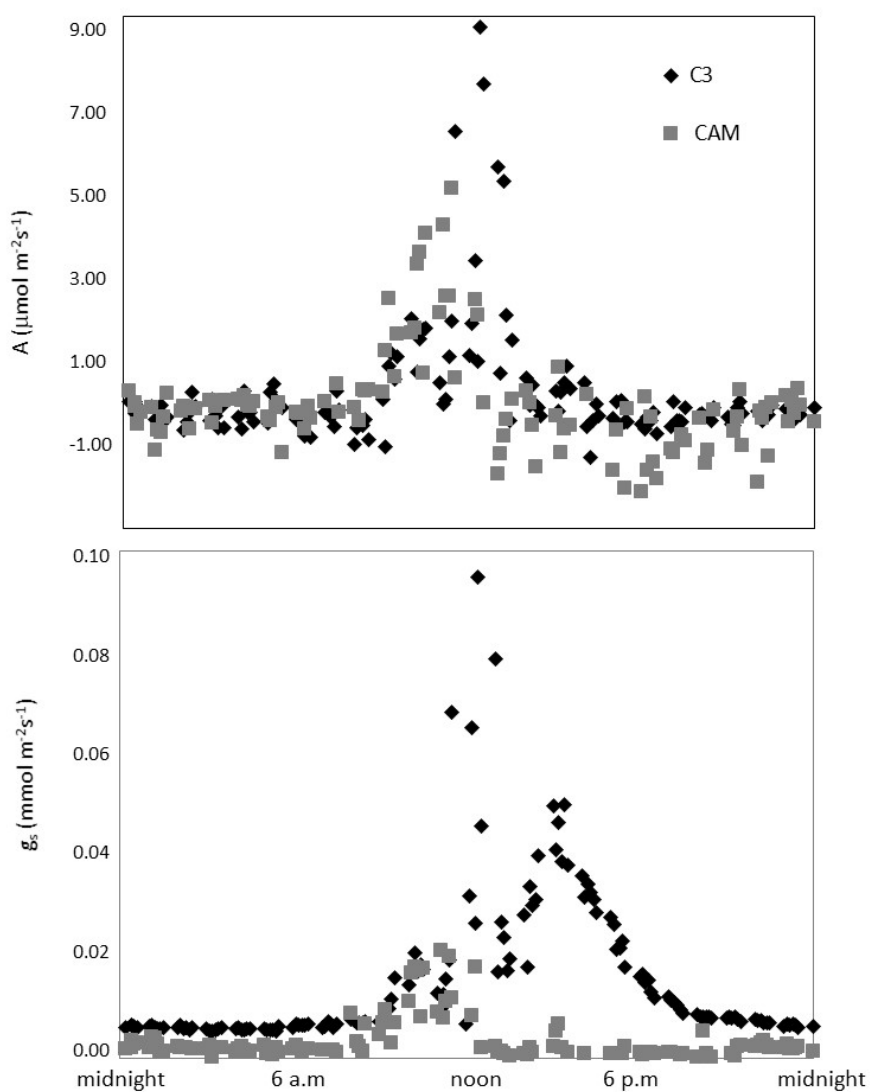 9.00
7.00
5.00
3.00
1.00
-1.00
A (μmol m⁻²s⁻¹)
C3
CAM
0.10
0.08
0.06
0.04
0.02
0.00
gₛ (mmol m⁻²s⁻¹)
midnight 6 a.m noon 6 p.m midnight